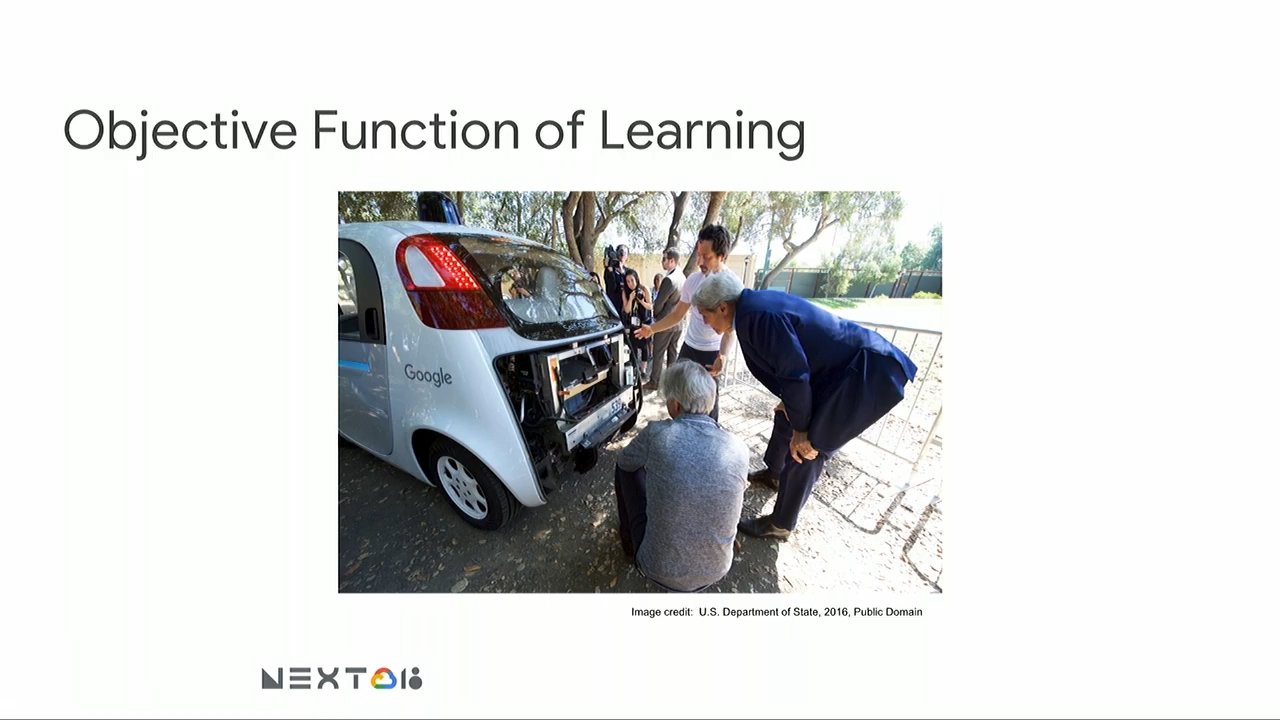 Objective Function of Learning
Google
Image credit: U.S. Department of State, 2016, Public Domain
NEXT 18